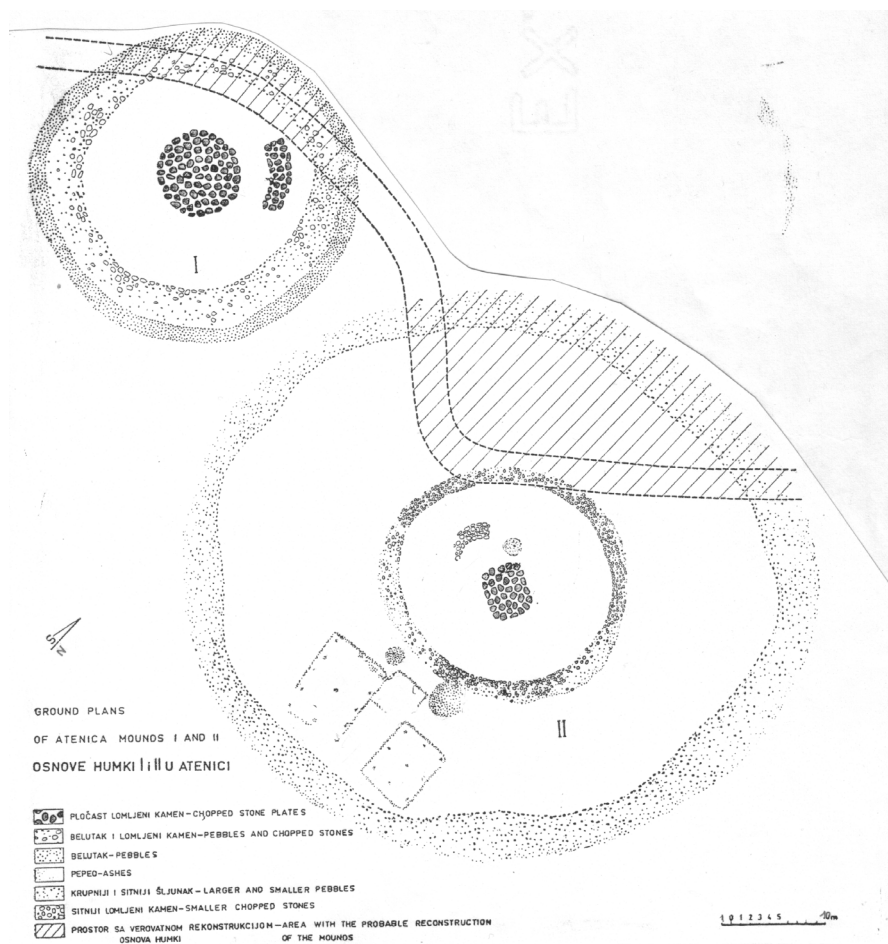 I
II
S/N
GROUND PLANS
OF ATENICA MOUNOS I AND II
OSNOVE HUMKI I i II U ATENICI
PLOČAST LOMLJENI KAMEN-CHOPPED STONE PLATES
BELUTAK I LOMLJENI KAMEN-PEBBLES AND CHOPPED STONES
BELUTAK-PEBBLES
PEPEO-ASHES
KRUPNIJI I SITNIJI ŠLJUNAK-LARGER AND SMALLER PEBBLES
SITNIJI LOMLJENI KAMEN-SMALLER CHOPPED STONES
PROSTOR SA VEROVATNOM REKONSTRUKCIJOM-AREA WITH THE PROBABLE RECONSTRUCTION
OSNOVA HUMKI OF THE MOUNOS
1 0 1 2 3 4 5 10m